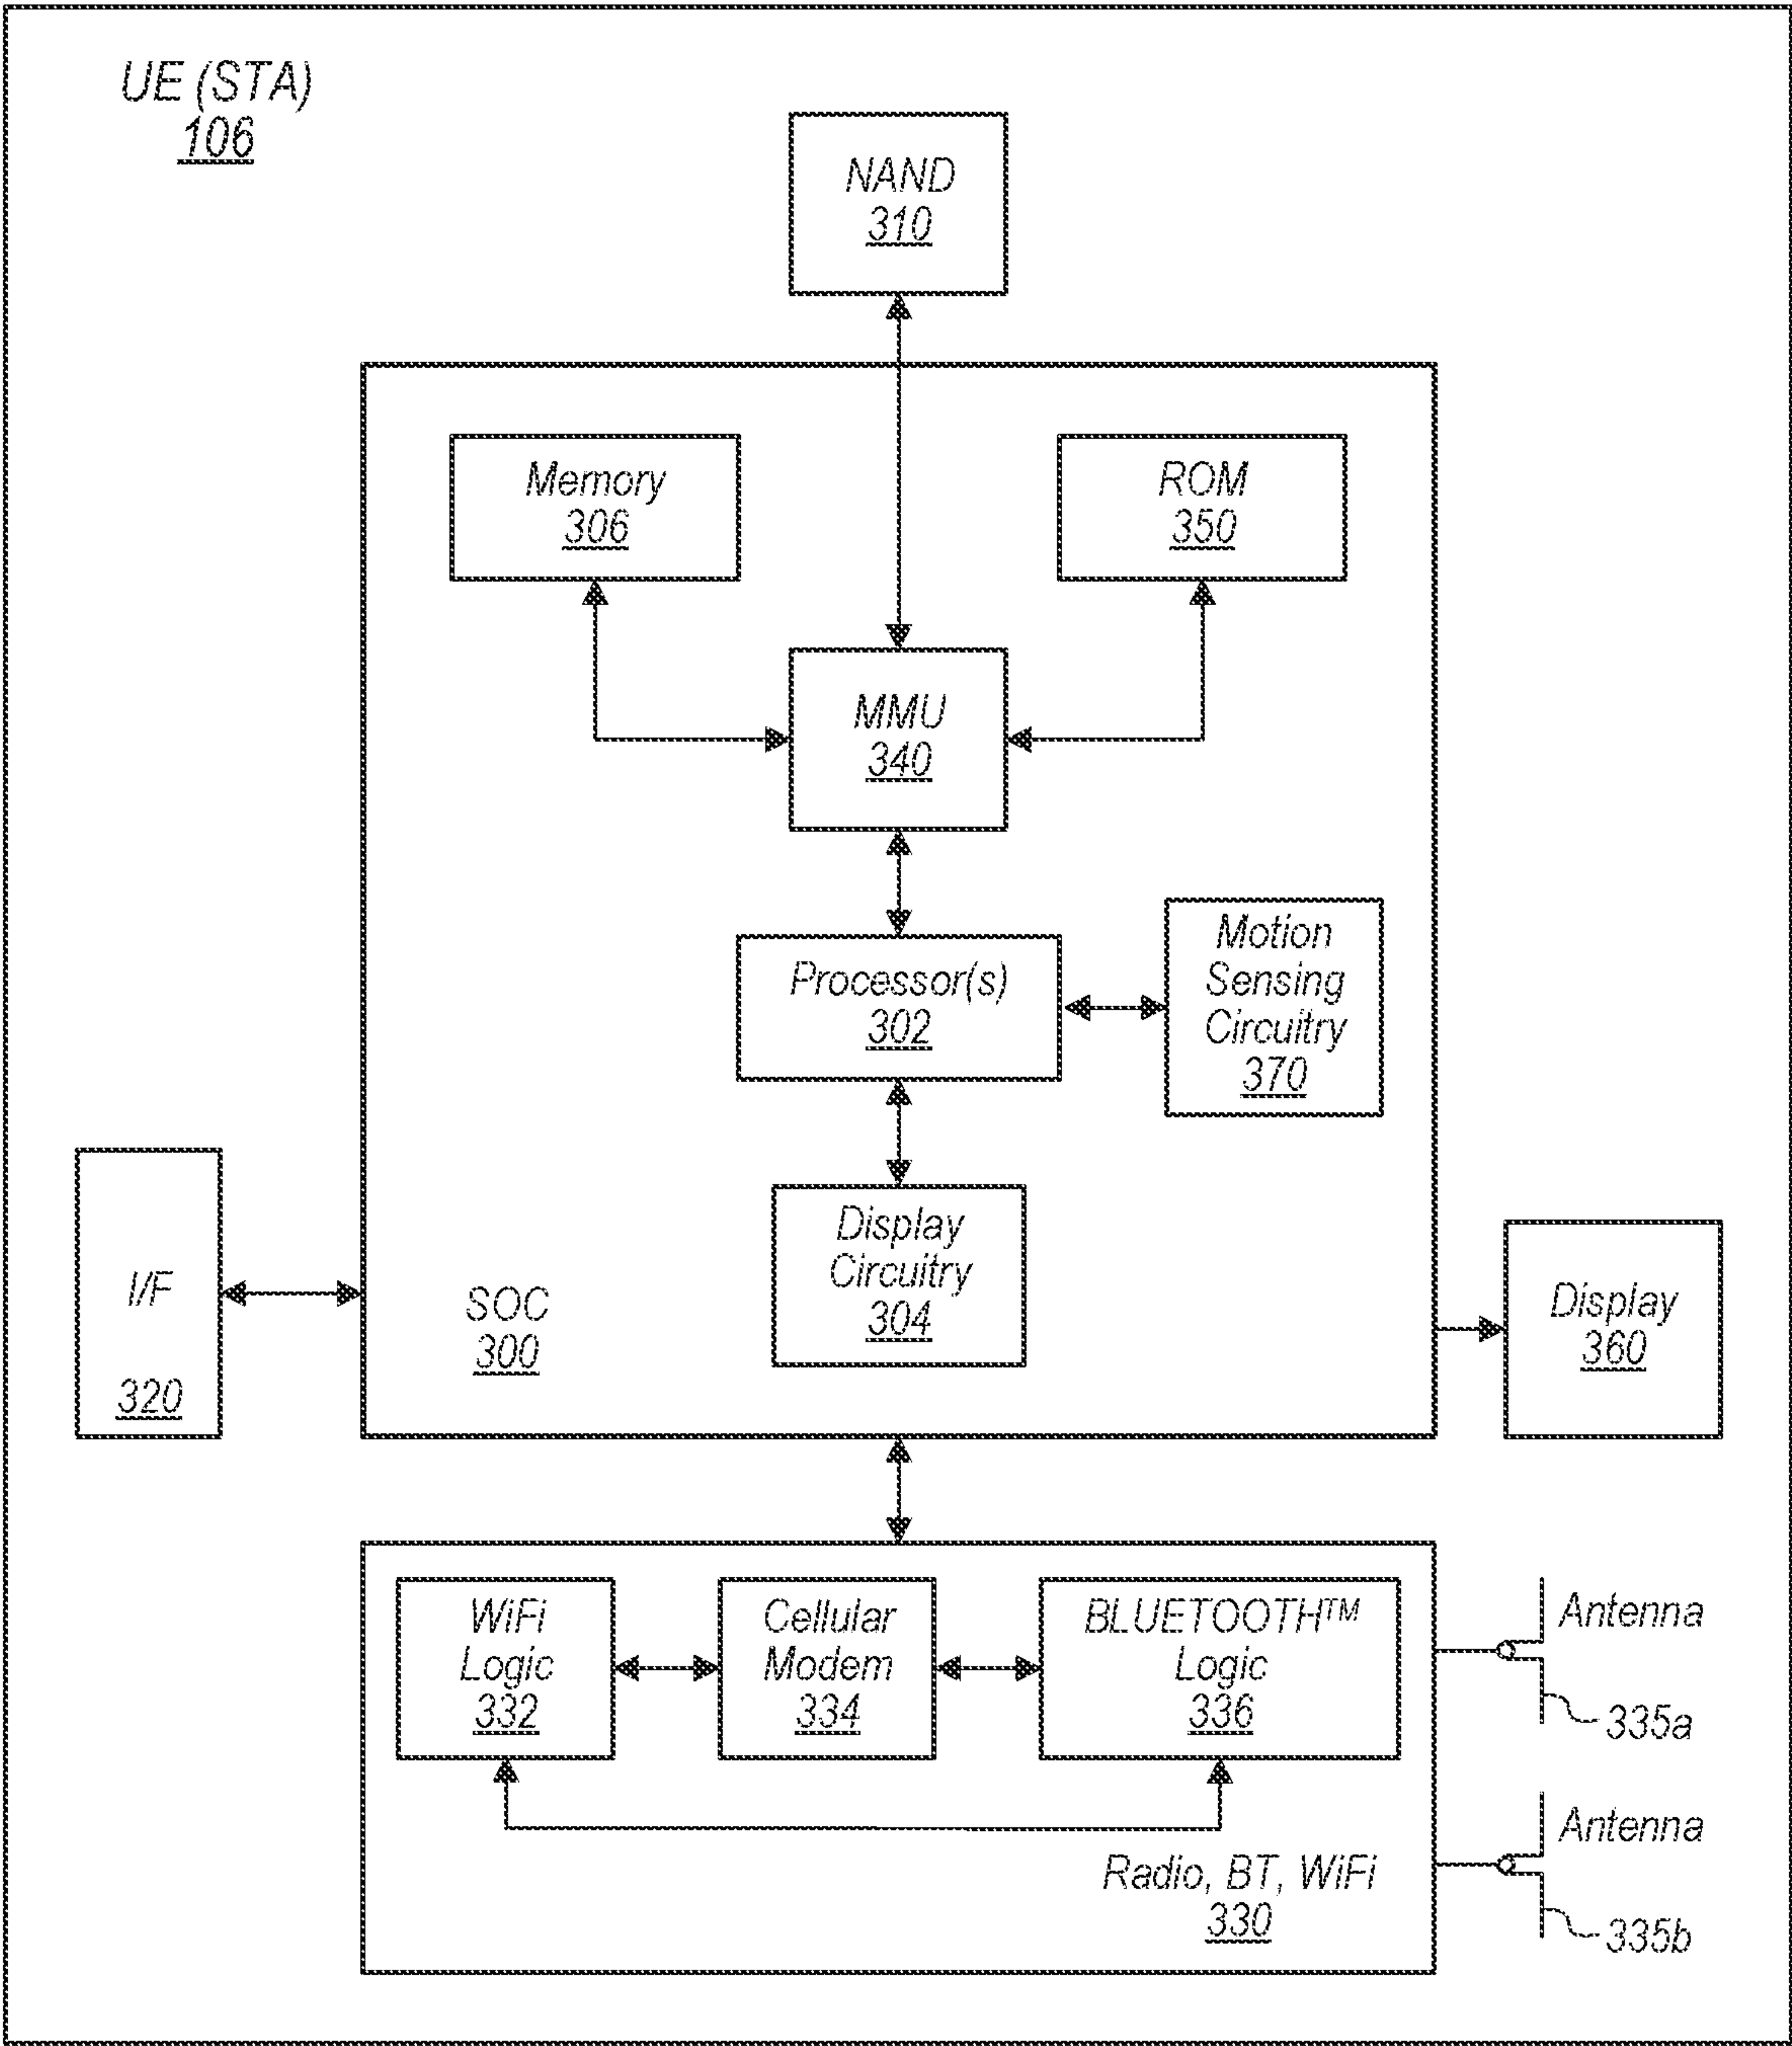 UE (STA)
106
NAND
310
Memory
306
ROM
350
MMU
340
Processor(s)
302
Motion
Sensing
Circuitry
370
Display
Circuitry
304
SOC
300
I/F
320
Display
360
WiFi
Logic
332
Cellular
Modem
334
BLUETOOTH™
Logic
336
Radio, BT, WiFi
330
Antenna
335a
Antenna
335b